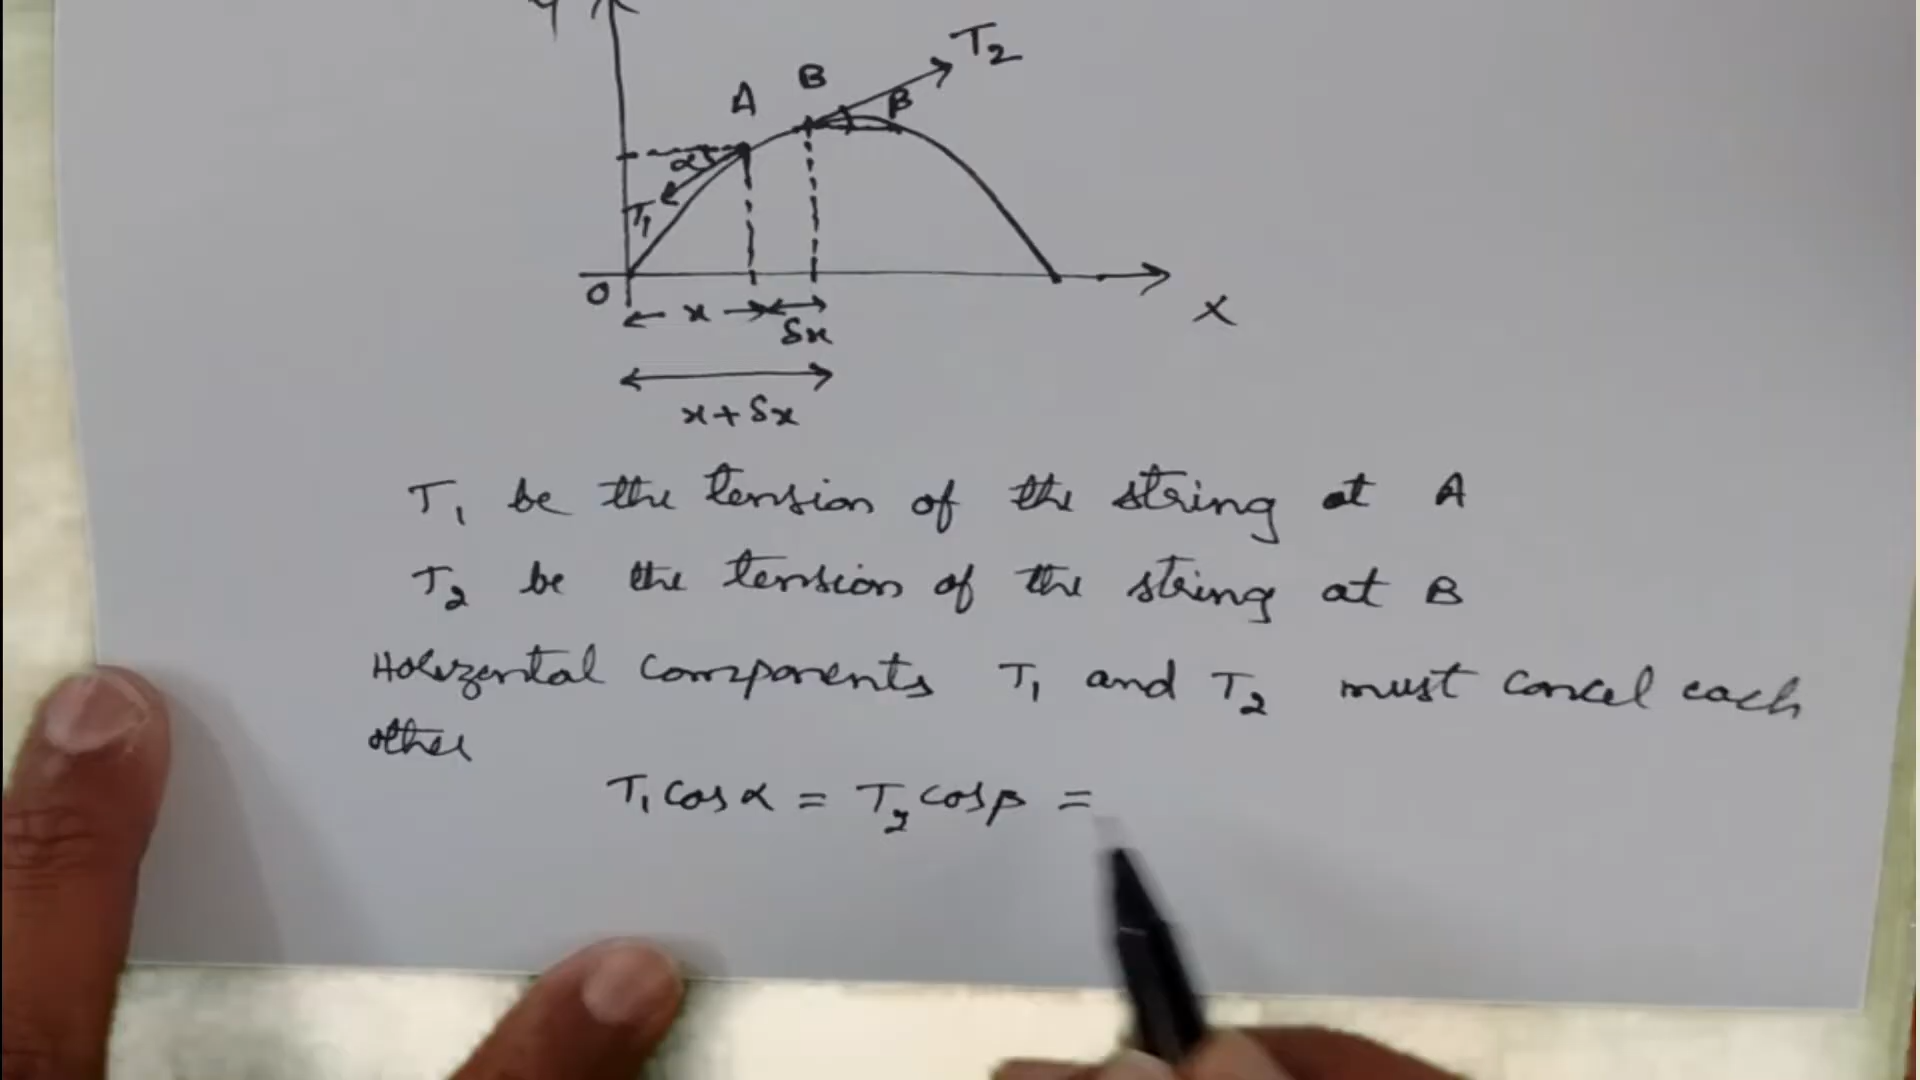 Y
T2
B
A
β
α
T1
O
x
δx
X
x+δx
T1 be the tension of the string at A
T2 be the tension of the string at B
Horizontal components T1 and T2 must cancel each
other
T1 cos α = T2 cos β =